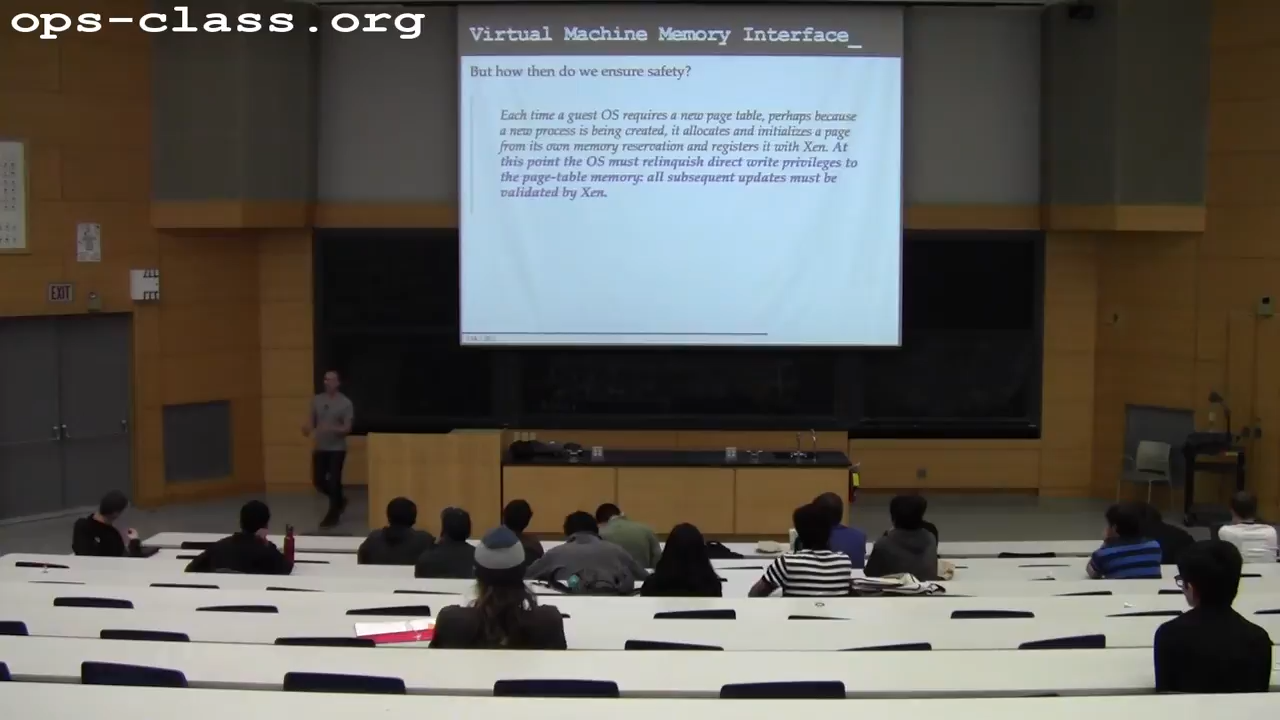 ops-class.org
Virtual Machine Memory Interface_
But how then do we ensure safety?
Each time a guest OS requires a new page table, perhaps because
a new process is being created, it allocates and initializes a page
from its own memory reservation and registers it with Xen. At
this point the OS must relinquish direct write privileges to
the page-table memory: all subsequent updates must be
validated by Xen.
EXIT